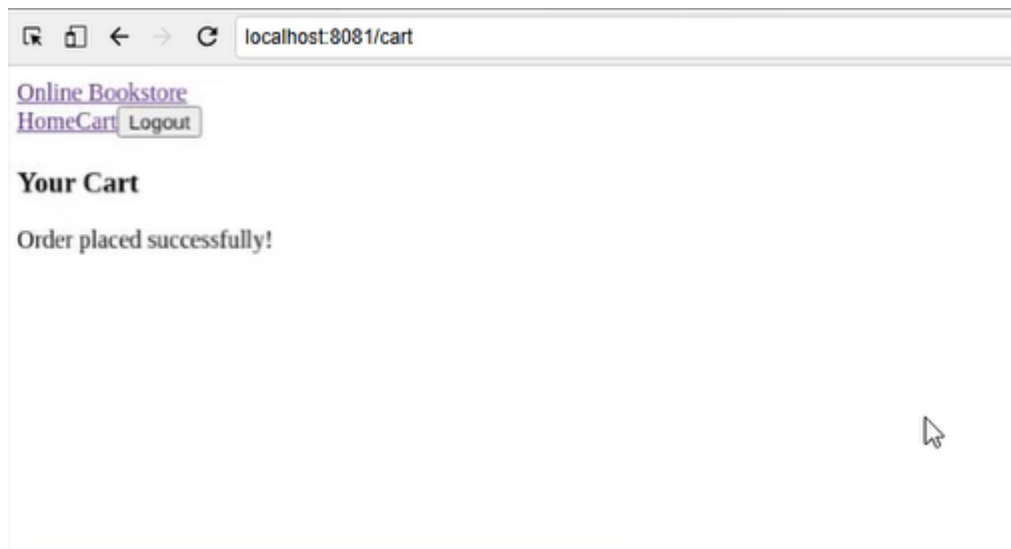 localhost:8081/cart
Online Bookstore
HomeCart Logout
Your Cart
Order placed successfully!